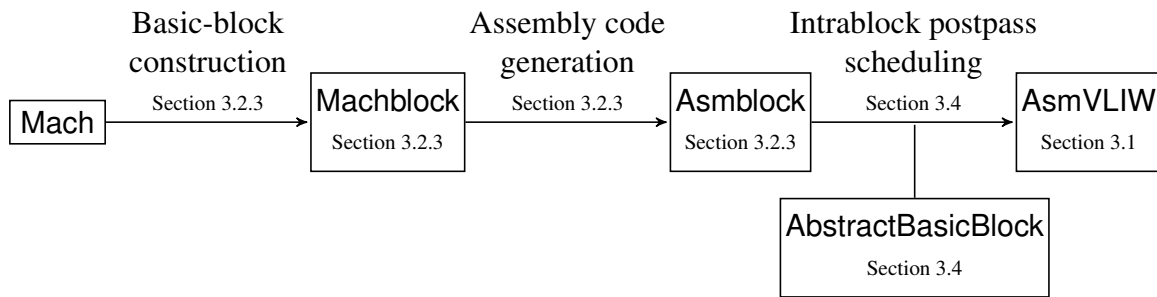 Basic-block
construction
Section 3.2.3
Assembly code
generation
Section 3.2.3
Intrablock postpass
scheduling
Section 3.4
Mach
Machblock
Section 3.2.3
Asmblock
Section 3.2.3
AsmVLIW
Section 3.1
AbstractBasicBlock
Section 3.4